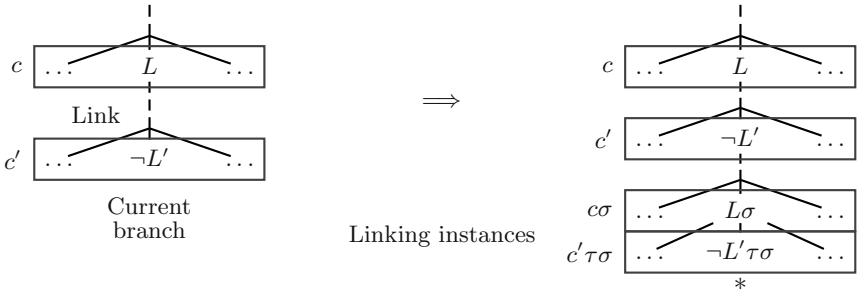 c … L … ⟹ c … L …
Link
c′ … ¬L′ … c′ … ¬L′ …
Current
branch
Linking instances
cσ … Lσ …
c′τσ … ¬L′τσ …
*